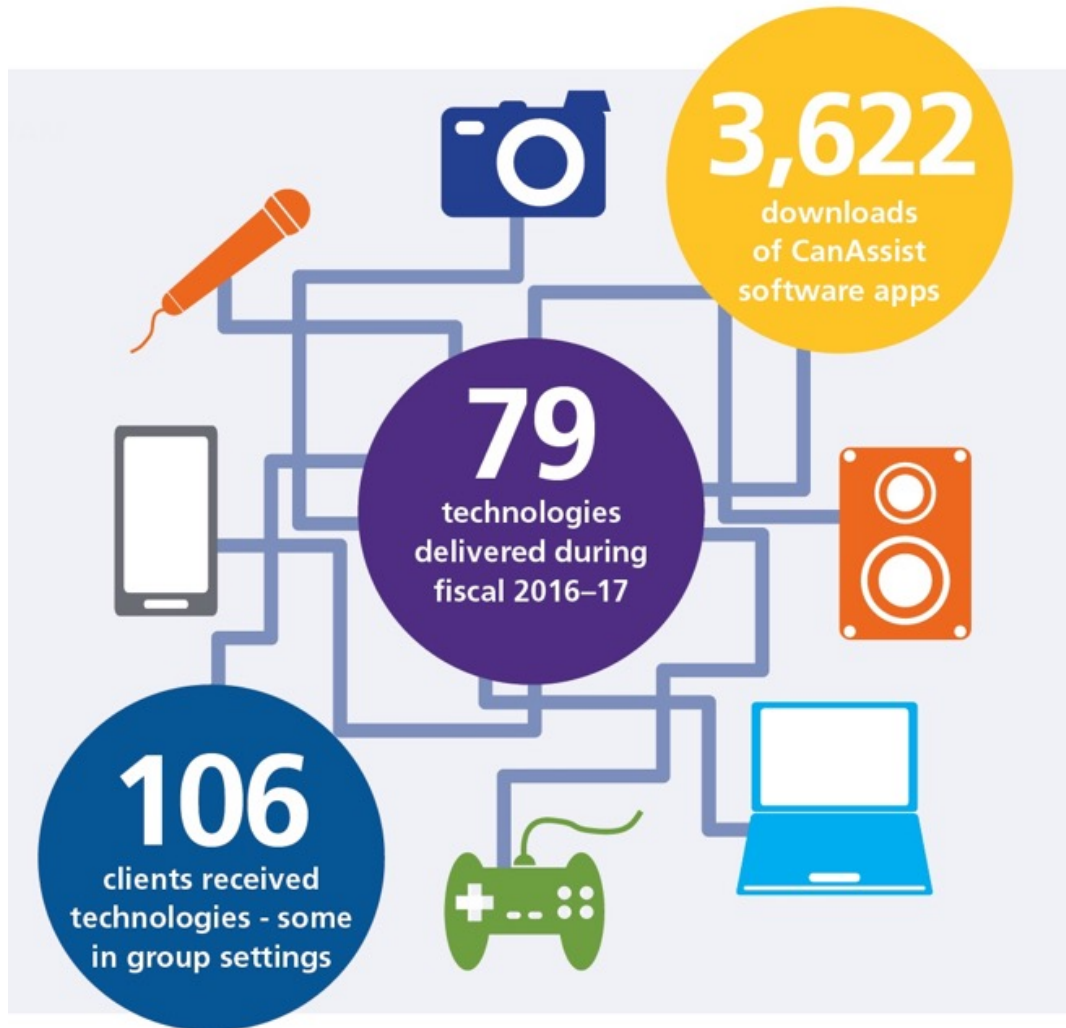 3,622
downloads
of CanAssist
software apps
79
technologies
delivered during
fiscal 2016–17
106
clients received
technologies - some
in group settings